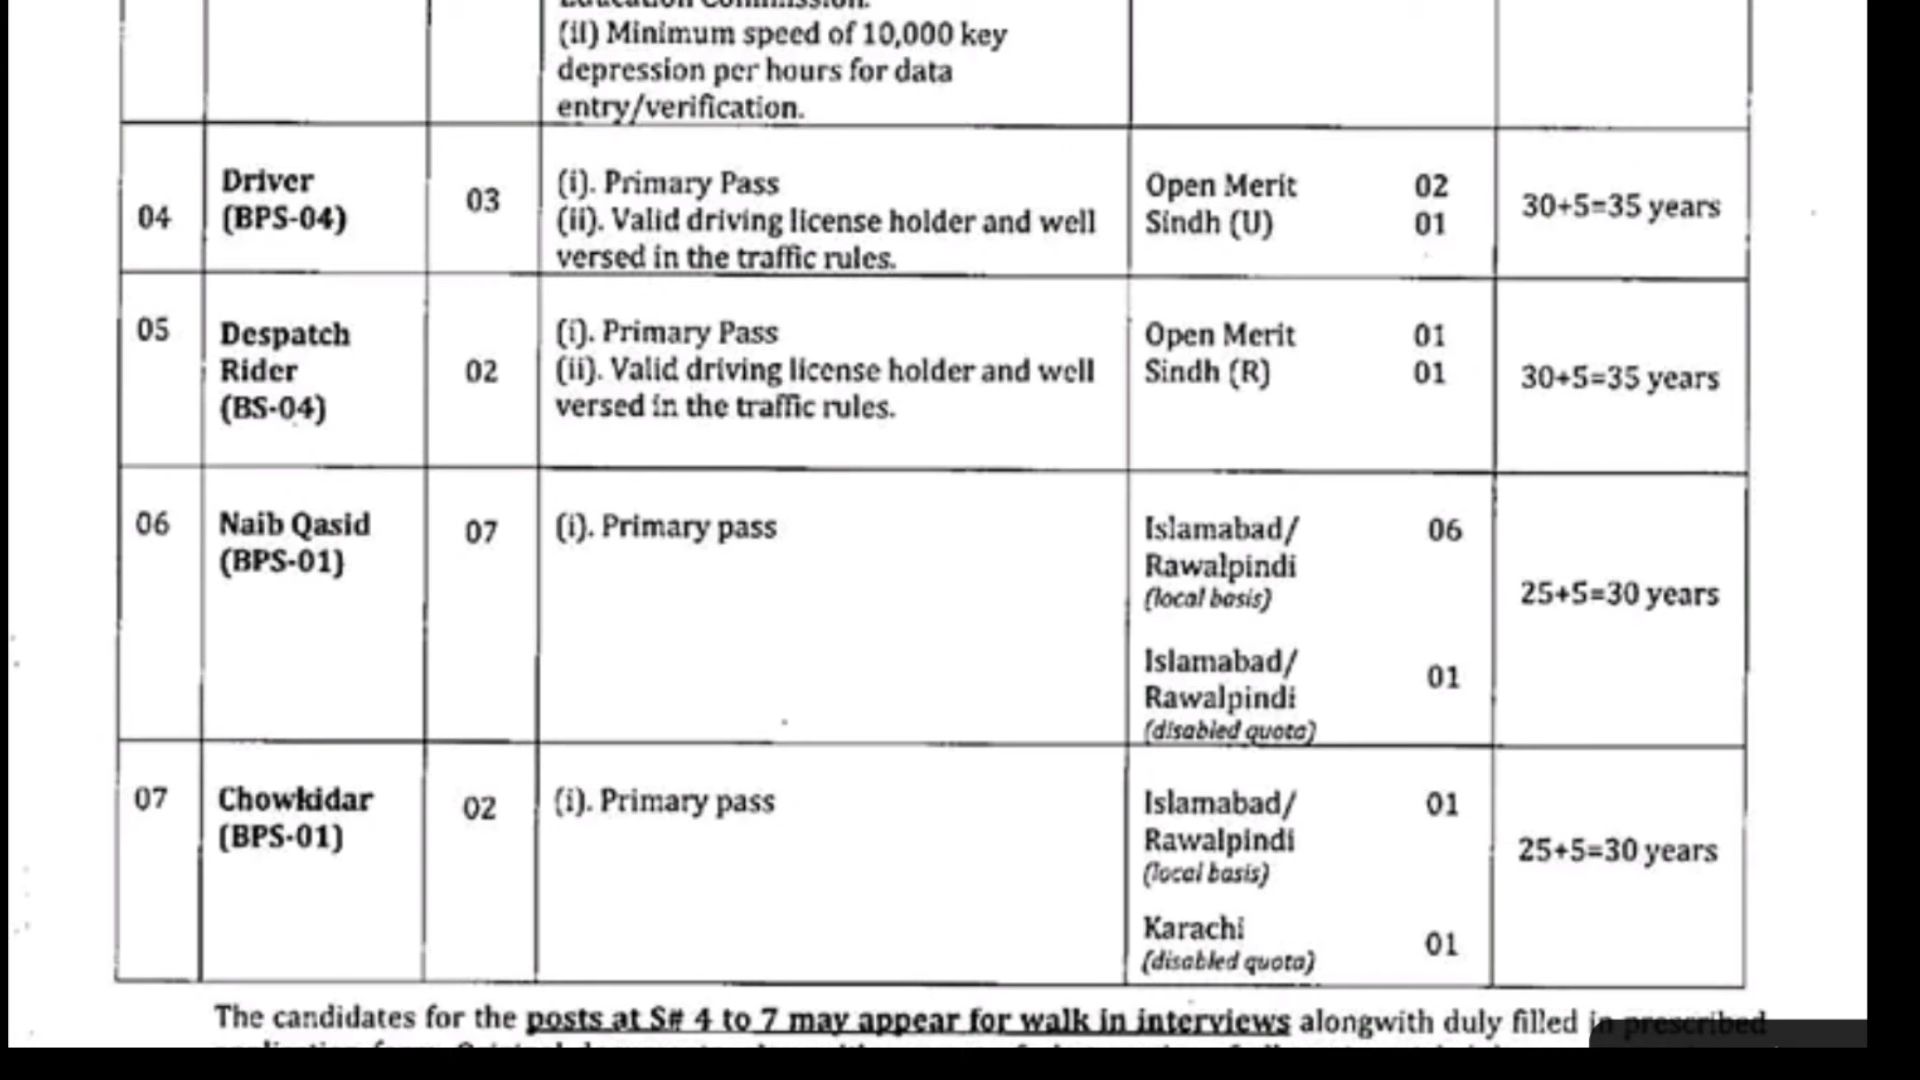 (ii) Minimum speed of 10,000 key
depression per hours for data
entry/verification.
04
Driver
(BPS-04)
03
(i). Primary Pass
(ii). Valid driving license holder and well
versed in the traffic rules.
Open Merit 02
Sindh (U) 01
30+5=35 years
05
Despatch
Rider
(BS-04)
02
(i). Primary Pass
(ii). Valid driving license holder and well
versed in the traffic rules.
Open Merit 01
Sindh (R) 01
30+5=35 years
06
Naib Qasid
(BPS-01)
07
(i). Primary pass
Islamabad/ 06
Rawalpindi
(local basis)
Islamabad/
Rawalpindi 01
(disabled quota)
25+5=30 years
07
Chowkidar
(BPS-01)
02
(i). Primary pass
Islamabad/ 01
Rawalpindi
(local basis)
Karachi 01
(disabled quota)
25+5=30 years
The candidates for the posts at S# 4 to 7 may appear for walk in interviews alongwith duly filled in prescribed